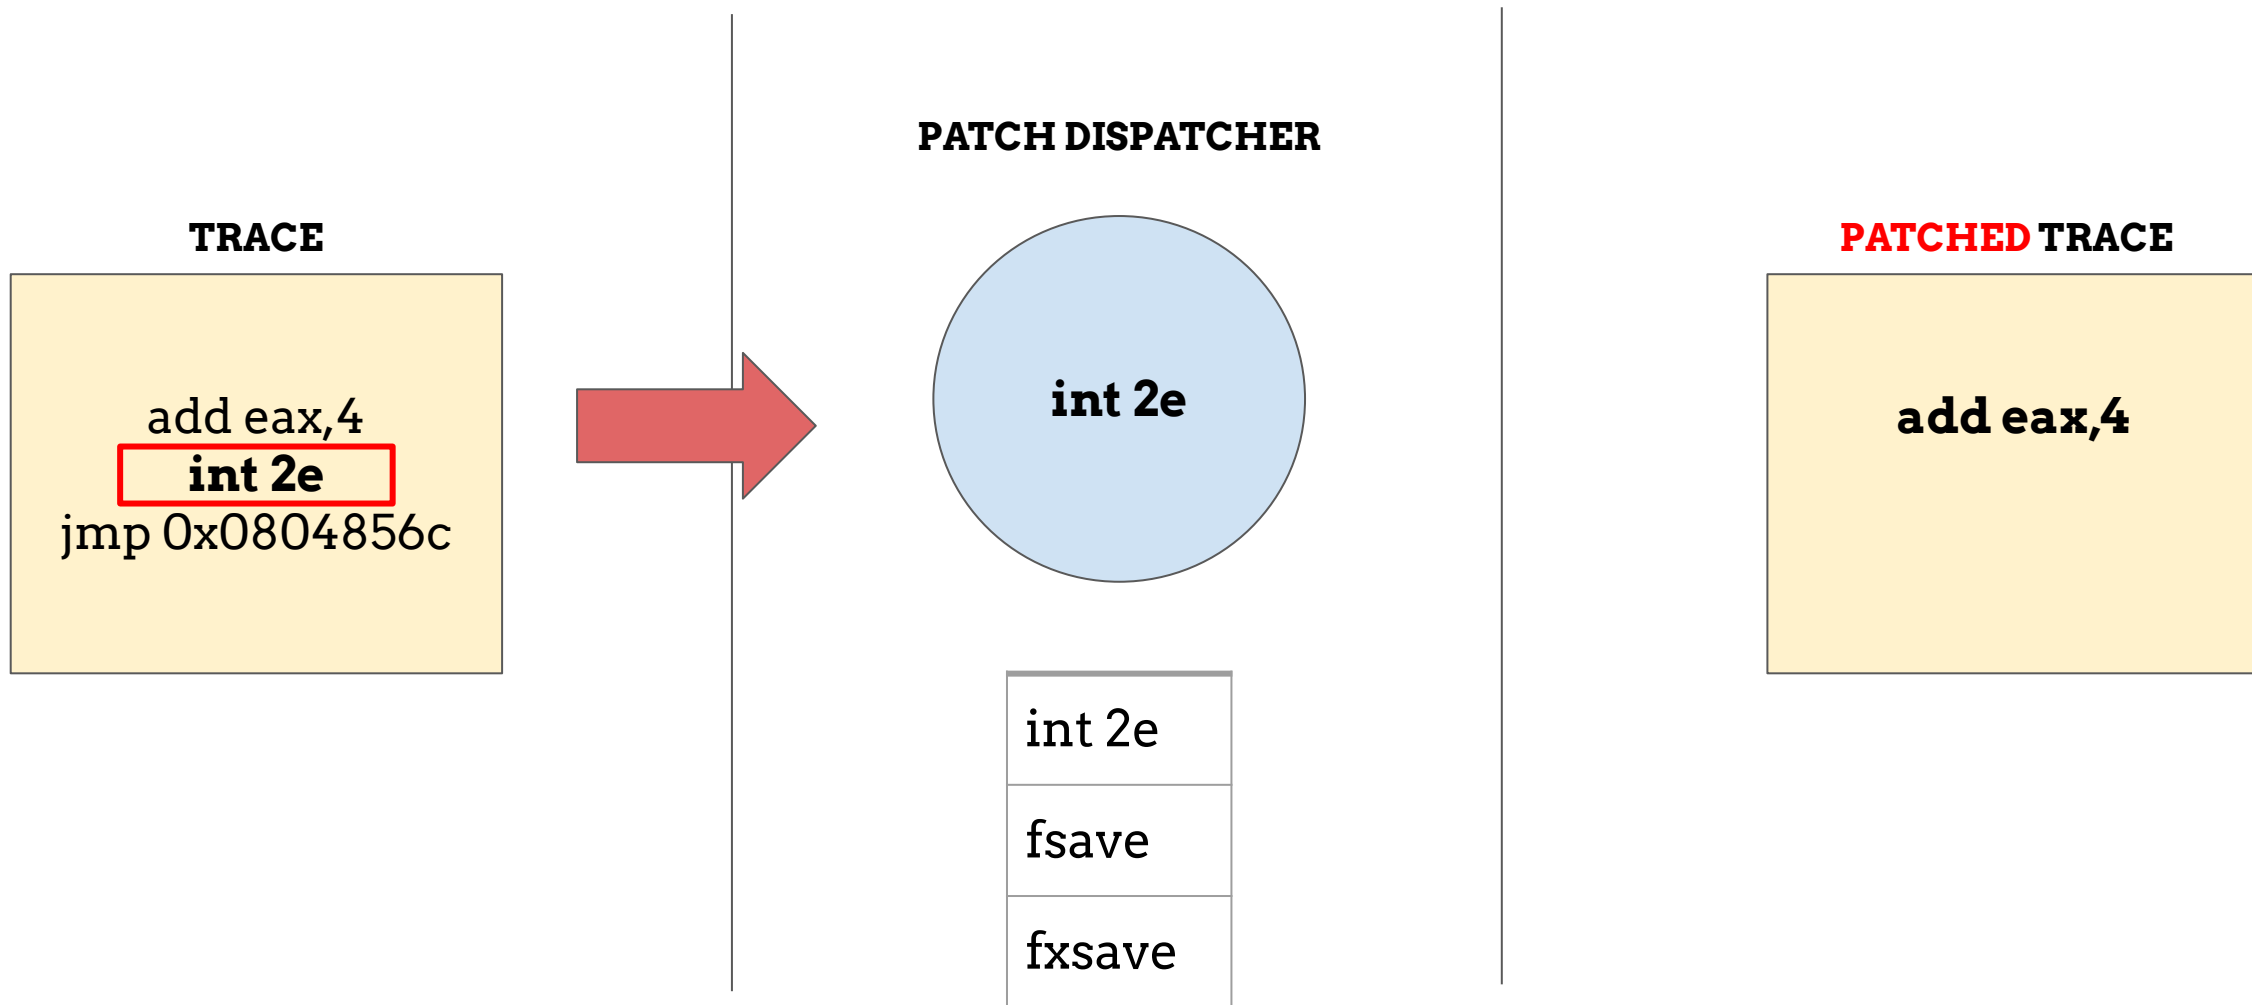 TRACE
add eax,4
int 2e
jmp 0x0804856c
PATCH DISPATCHER
int 2e
int 2e
fsave
fxsave
PATCHED TRACE
add eax,4